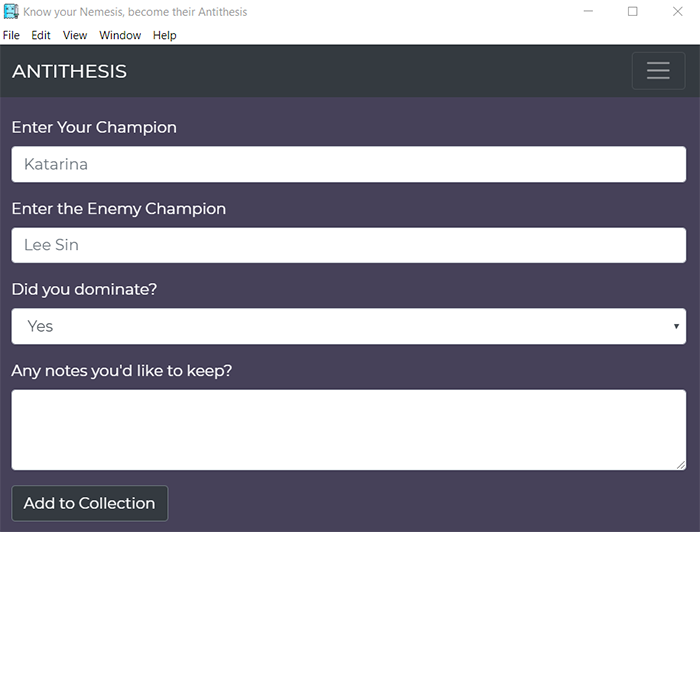 Know your Nemesis, become their Antithesis
File Edit View Window Help
ANTITHESIS
Enter Your Champion
Katarina
Enter the Enemy Champion
Lee Sin
Did you dominate?
Yes
Any notes you'd like to keep?
Add to Collection